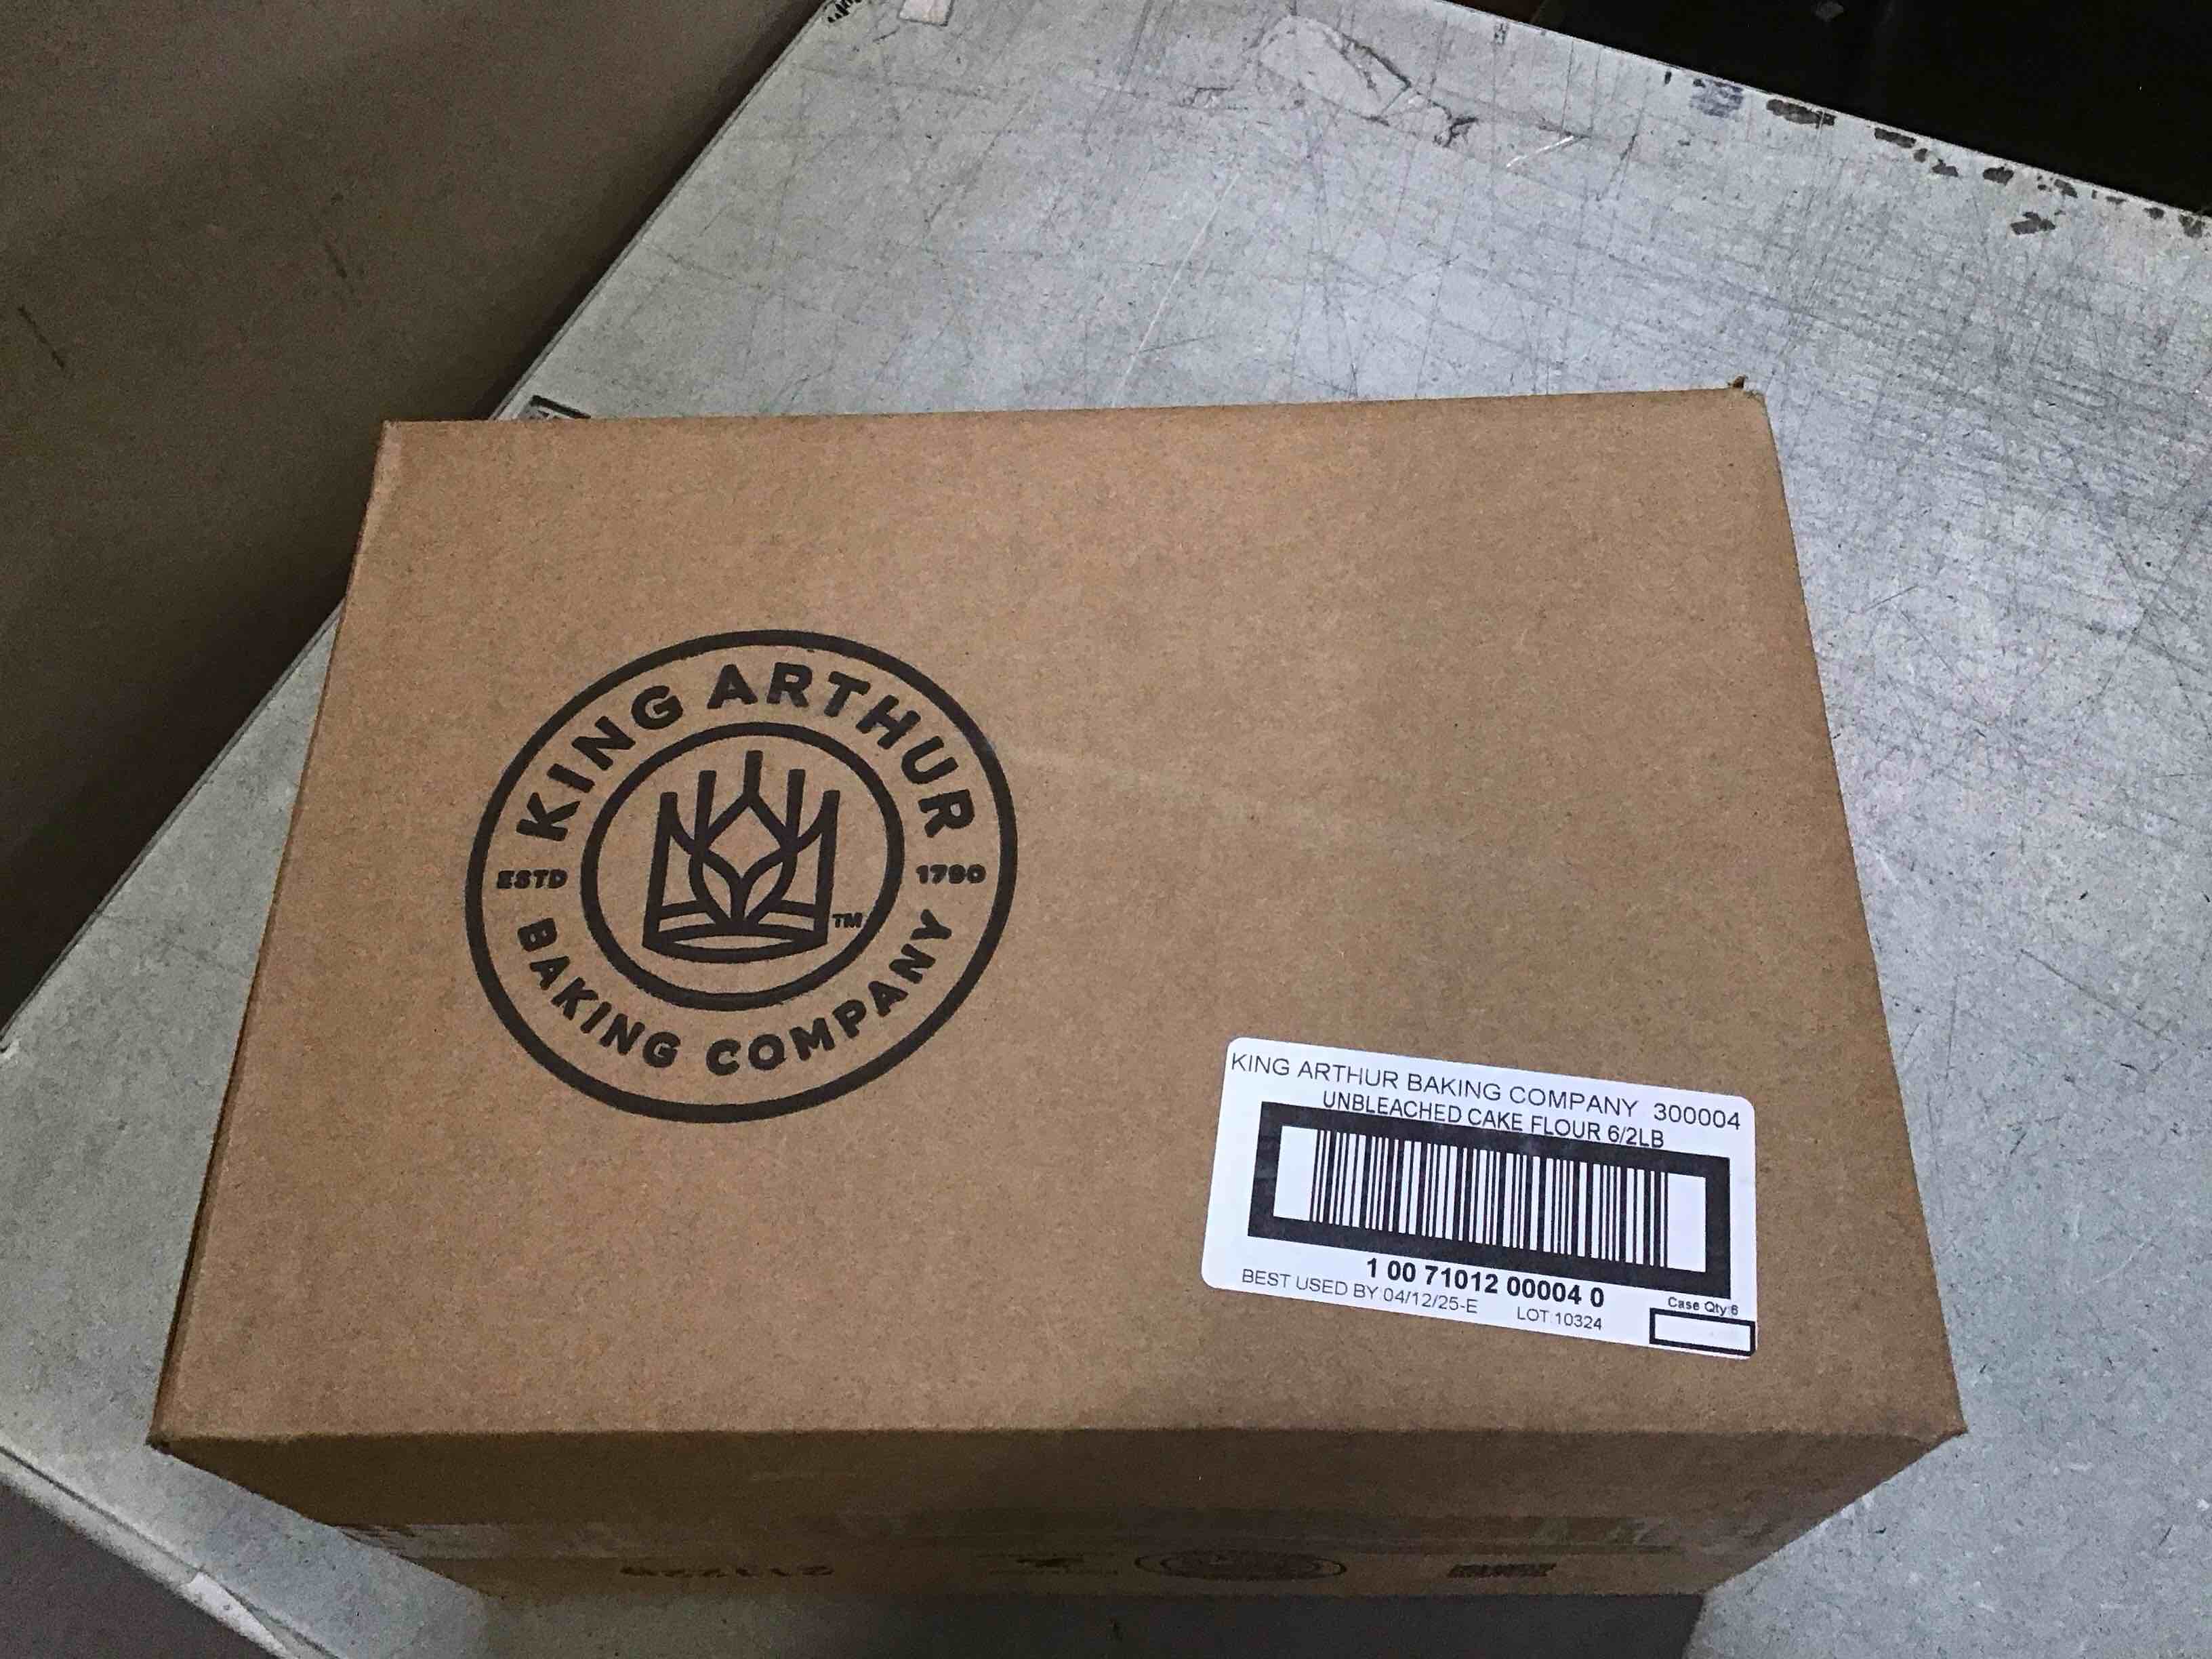 KING ARTHUR
ESTD 1790
BAKING COMPANY
TM
KING ARTHUR BAKING COMPANY 300004
UNBLEACHED CAKE FLOUR 6/2LB
1 00 71012 00004 0
BEST USED BY:04/12/25-E LOT:10324
Case Qty:6